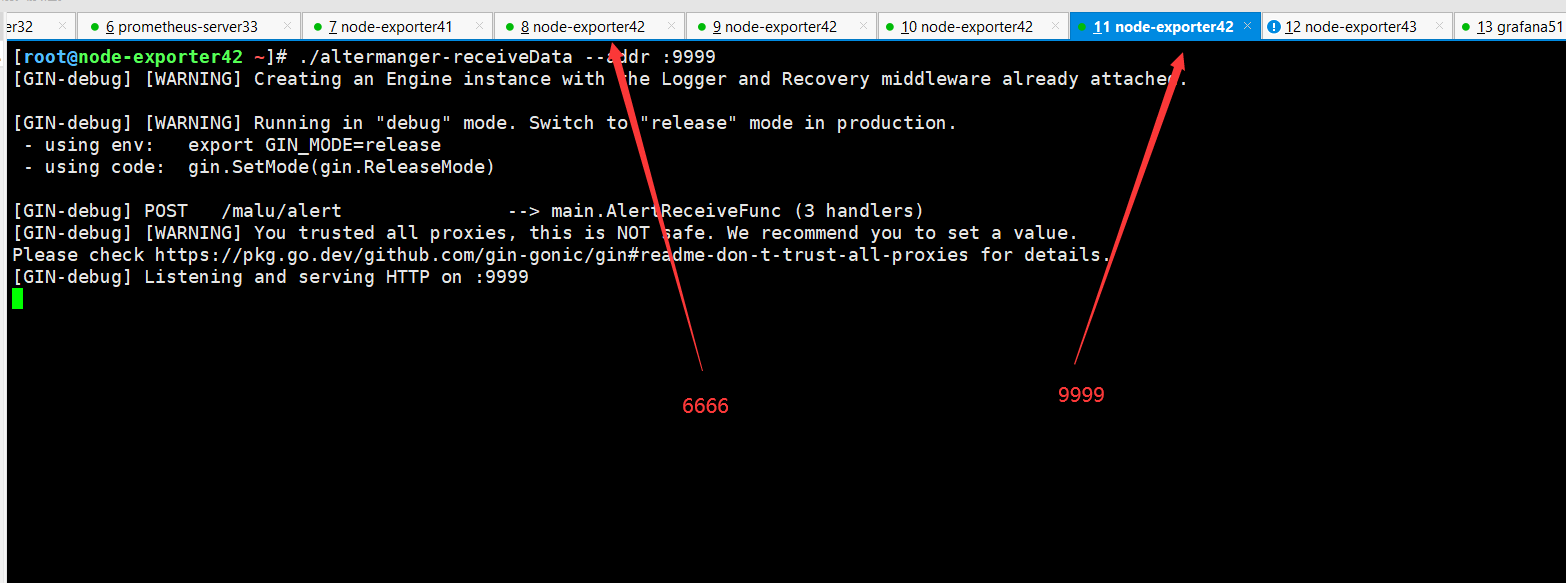 er32 6 prometheus-server33 7 node-exporter41 8 node-exporter42 9 node-exporter42 10 node-exporter42 11 node-exporter42 12 node-exporter43 13 grafana51
[root@node-exporter42 ~]# ./altermanger-receiveData --addr :9999
[GIN-debug] [WARNING] Creating an Engine instance with the Logger and Recovery middleware already attached.
[GIN-debug] [WARNING] Running in "debug" mode. Switch to "release" mode in production.
- using env: export GIN_MODE=release
- using code: gin.SetMode(gin.ReleaseMode)
[GIN-debug] POST /malu/alert --> main.AlertReceiveFunc (3 handlers)
[GIN-debug] [WARNING] You trusted all proxies, this is NOT safe. We recommend you to set a value.
Please check https://pkg.go.dev/github.com/gin-gonic/gin#readme-don-t-trust-all-proxies for details.
[GIN-debug] Listening and serving HTTP on :9999
6666
9999